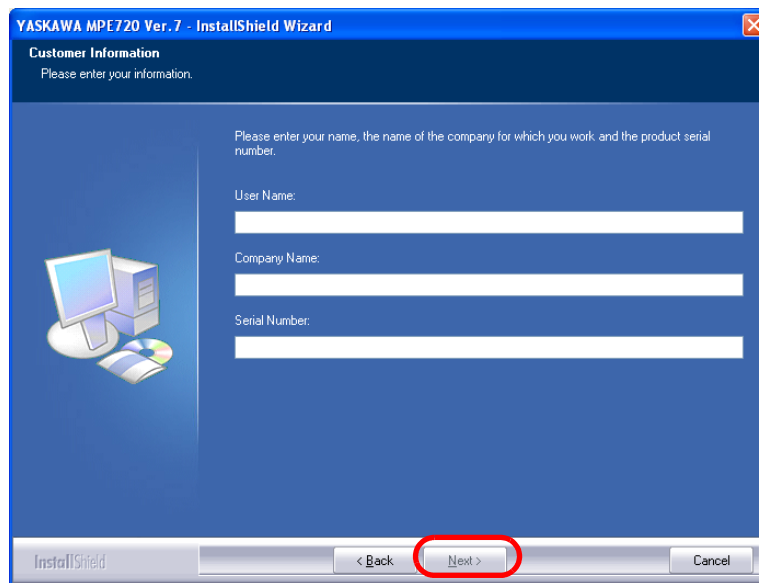 YASKAWA MPE720 Ver.7 - InstallShield Wizard
Customer Information
Please enter your information.
Please enter your name, the name of the company for which you work and the product serial
number.
User Name:
Company Name:
Serial Number:
InstallShield
< Back
Next >
Cancel